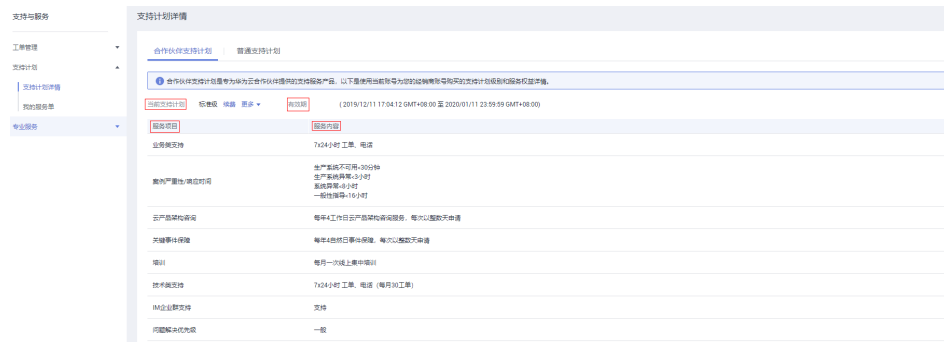 支持与服务
工单管理
支持计划
支持计划详情
我的服务单
专业服务
支持计划详情
合作伙伴支持计划 普通支持计划
合作伙伴支持计划是专为华为云合作伙伴提供的支持服务产品，以下是使用当前账号为您的经销商账号购买的支持计划级别和服务权益详情。
当前支持计划 标准级 续费 更多 有效期 ( 2019/12/11 17:04:12 GMT+08:00 至 2020/01/11 23:59:59 GMT+08:00)
服务项目 服务内容
业务类支持 7x24小时 工单、电话
案例严重性/响应时间
生产系统不可用<30分钟
生产系统异常<3小时
系统异常<8小时
一般性指导<16小时
云产品架构咨询 每年4工作日云产品架构咨询服务，每次以整数天申请
关键事件保障 每年4自然日事件保障，每次以整数天申请
培训 每月一次线上集中培训
技术类支持 7x24小时 工单、电话（每月30工单）
IM企业群支持 支持
问题解决优先级 一般